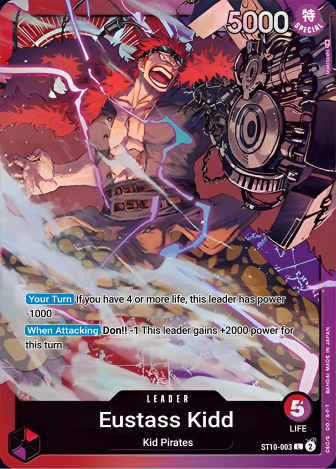 5000 特
SPECIAL
Your Turn If you have 4 or more life, this leader has power
-1000
When Attacking Don!! -1 This leader gains +2000 power for
this turn
LEADER
Eustass Kidd
Kid Pirates
5
LIFE
ST10-003 L 2
BANDAI MADE IN JAPAN